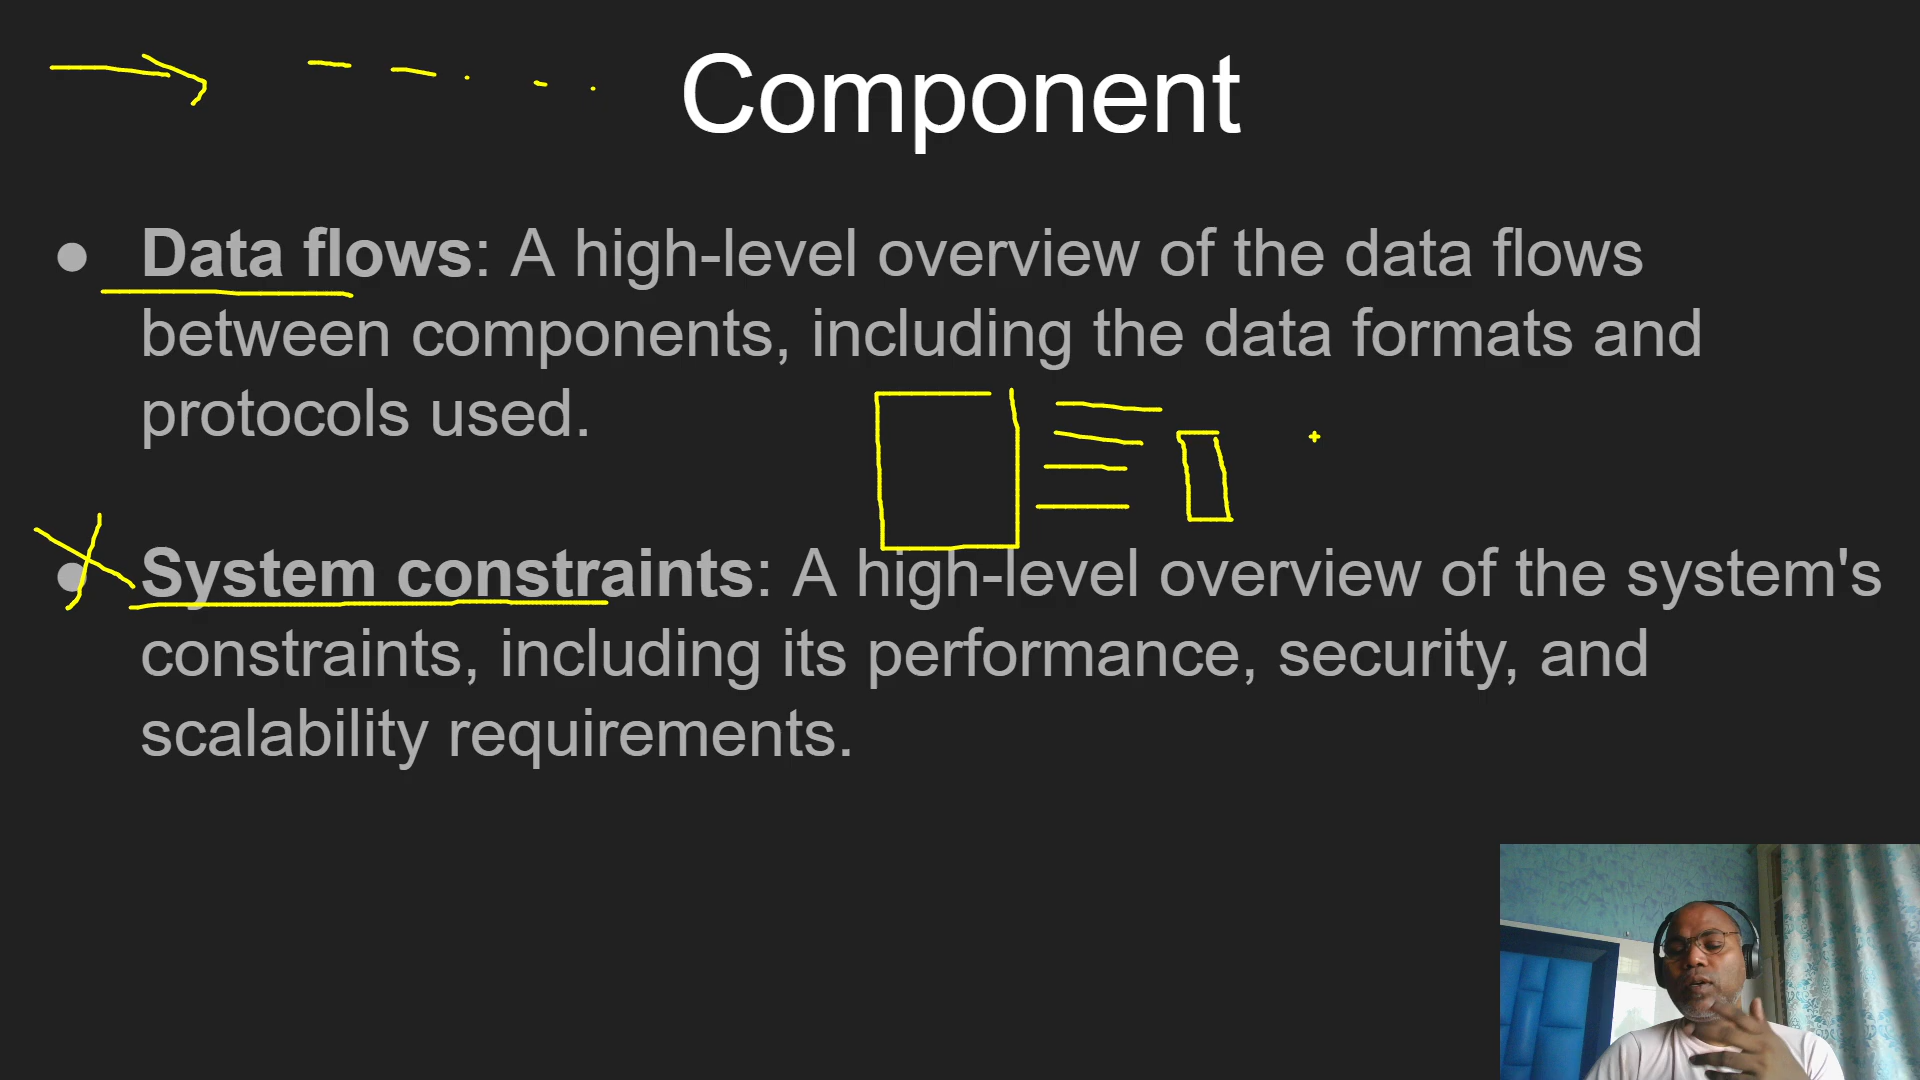 Component
● Data flows: A high-level overview of the data flows
between components, including the data formats and
protocols used.
● System constraints: A high-level overview of the system's
constraints, including its performance, security, and
scalability requirements.